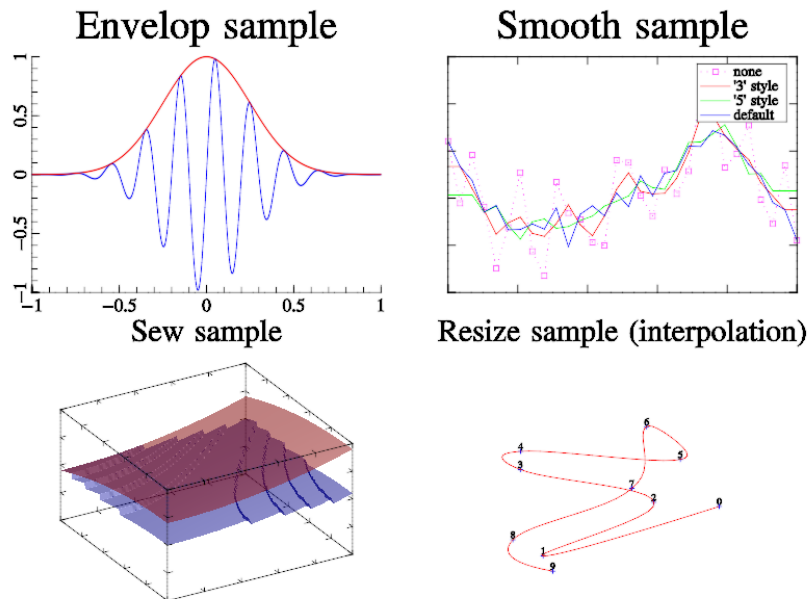 Envelop sample
1
0.5
0
−0.5
−1
−1
−0.5
0
0.5
1
Smooth sample
none
'3' style
'5' style
default
Sew sample
Resize sample (interpolation)
6
4
5
3
7
2
0
8
1
9